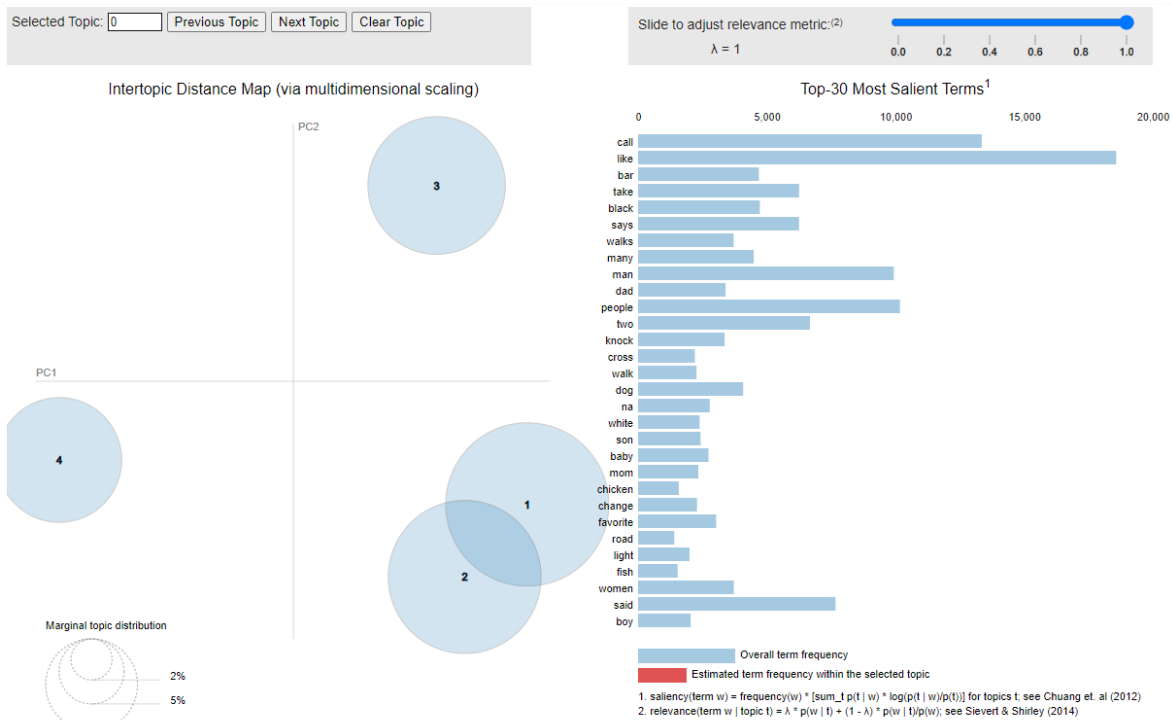 Selected Topic: 0 Previous Topic Next Topic Clear Topic
Slide to adjust relevance metric:(2)
λ = 1
0.0 0.2 0.4 0.6 0.8 1.0
Intertopic Distance Map (via multidimensional scaling)
PC2
PC1
3
4
1
2
Marginal topic distribution
2%
5%
Top-30 Most Salient Terms1
0 5,000 10,000 15,000 20,000
call
like
bar
take
black
says
walks
many
man
dad
people
two
knock
cross
walk
dog
na
white
son
baby
mom
chicken
change
favorite
road
light
fish
women
said
boy
Overall term frequency
Estimated term frequency within the selected topic
1. saliency(term w) = frequency(w) * [sum_t p(t | w) * log(p(t | w)/p(t))] for topics t; see Chuang et. al (2012)
2. relevance(term w | topic t) = λ * p(w | t) + (1 - λ) * p(w | t)/p(w); see Sievert & Shirley (2014)